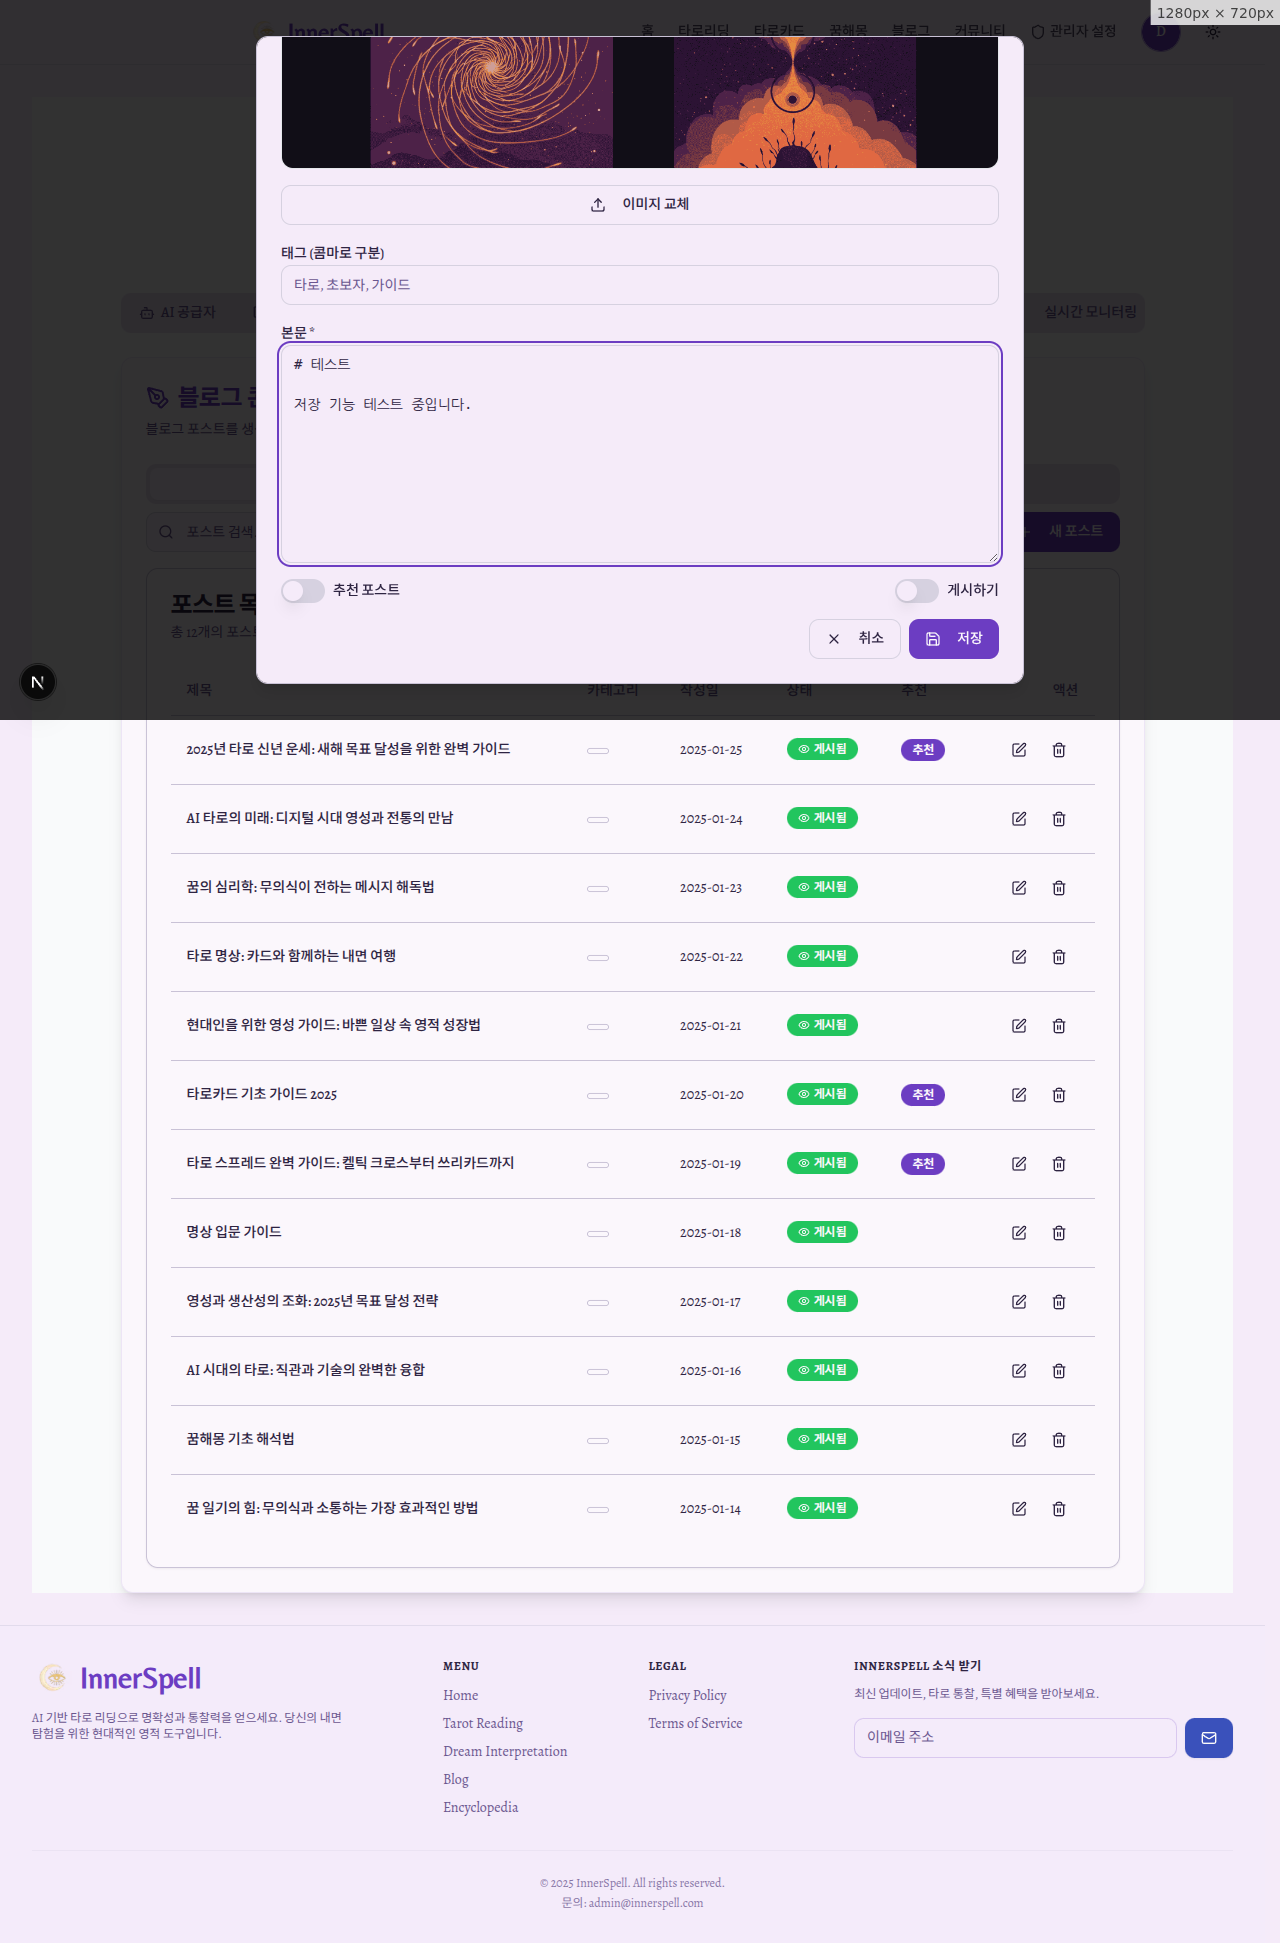 1280px × 720px
InnerSpell
홈 타로리딩 타로카드 꿈해몽 블로그 커뮤니티 관리자 설정 D
이미지 교체
태그 (콤마로 구분)
타로, 초보자, 가이드
AI 공급자
실시간 모니터링
본문 *
# 테스트
저장 기능 테스트 중입니다.
블로그
블로그 포스트를
포스트 검색
새 포스트
추천 포스트
게시하기
포스트
총 12개의 포스
취소
저장
N
제목 카테고리 작성일 상태 추천 액션
2025년 타로 신년 운세: 새해 목표 달성을 위한 완벽 가이드 2025-01-25 게시됨 추천
AI 타로의 미래: 디지털 시대 영성과 전통의 만남 2025-01-24 게시됨
꿈의 심리학: 무의식이 전하는 메시지 해독법 2025-01-23 게시됨
타로 명상: 카드와 함께하는 내면 여행 2025-01-22 게시됨
현대인을 위한 영성 가이드: 바쁜 일상 속 영적 성장법 2025-01-21 게시됨
타로카드 기초 가이드 2025 2025-01-20 게시됨 추천
타로 스프레드 완벽 가이드: 켈틱 크로스부터 쓰리카드까지 2025-01-19 게시됨 추천
명상 입문 가이드 2025-01-18 게시됨
영성과 생산성의 조화: 2025년 목표 달성 전략 2025-01-17 게시됨
AI 시대의 타로: 직관과 기술의 완벽한 융합 2025-01-16 게시됨
꿈해몽 기초 해석법 2025-01-15 게시됨
꿈 일기의 힘: 무의식과 소통하는 가장 효과적인 방법 2025-01-14 게시됨
InnerSpell
AI 기반 타로 리딩으로 명확성과 통찰력을 얻으세요. 당신의 내면
탐험을 위한 현대적인 영적 도구입니다.
MENU
Home
Tarot Reading
Dream Interpretation
Blog
Encyclopedia
LEGAL
Privacy Policy
Terms of Service
INNERSPELL 소식 받기
최신 업데이트, 타로 통찰, 특별 혜택을 받아보세요.
이메일 주소
© 2025 InnerSpell. All rights reserved.
문의: admin@innerspell.com